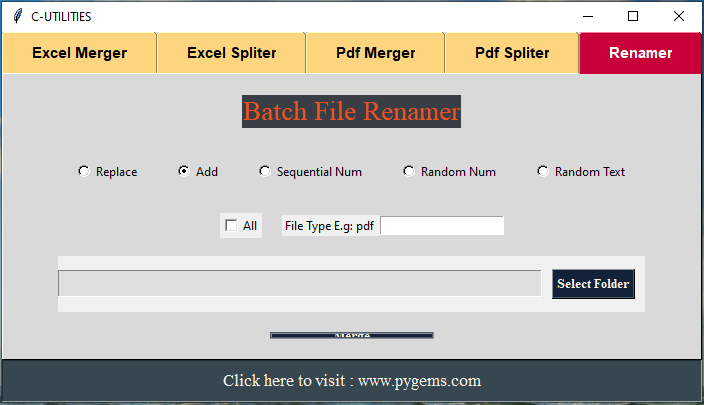 C-UTILITIES
Excel Merger Excel Spliter Pdf Merger Pdf Spliter Renamer
Batch File Renamer
Replace Add Sequential Num Random Num Random Text
All File Type E.g: pdf
Select Folder
Merge
Click here to visit : www.pygems.com